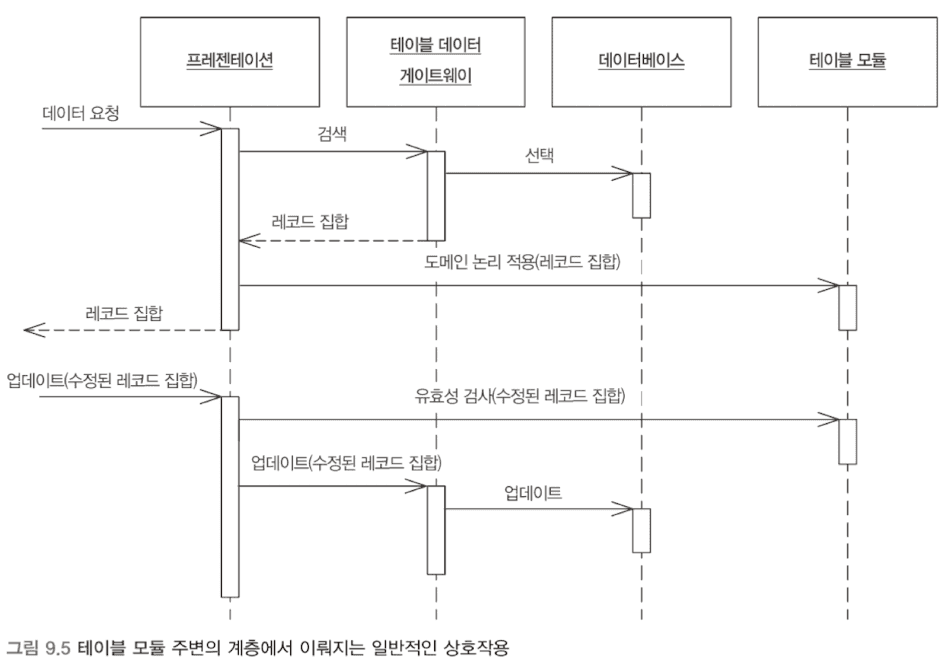 프레젠테이션
테이블 데이터
게이트웨이
데이터베이스
테이블 모듈
데이터 요청
검색
선택
레코드 집합
도메인 논리 적용(레코드 집합)
레코드 집합
업데이트(수정된 레코드 집합)
유효성 검사(수정된 레코드 집합)
업데이트(수정된 레코드 집합)
업데이트
그림 9.5 테이블 모듈 주변의 계층에서 이뤄지는 일반적인 상호작용